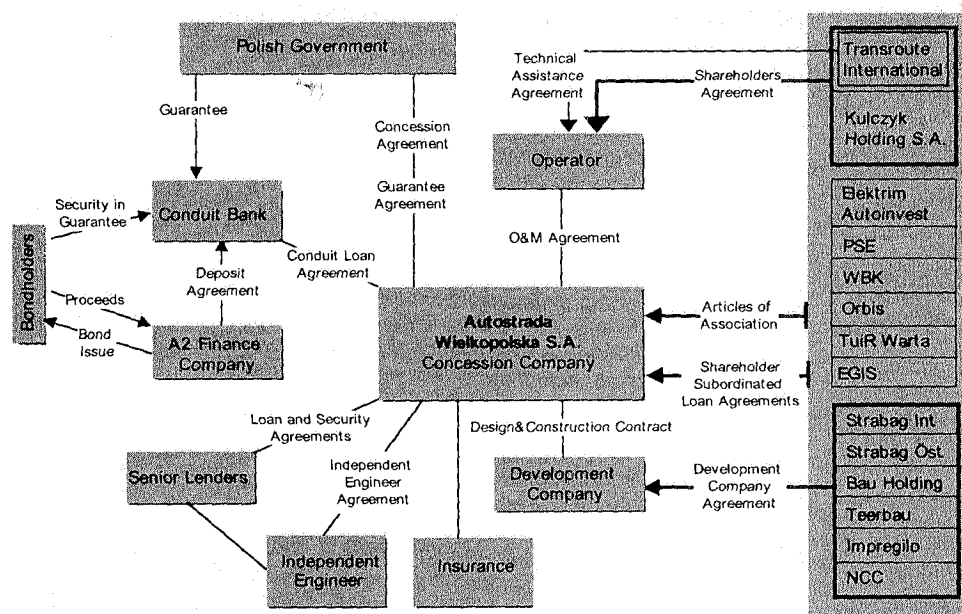 Polish Government
Transroute
International
Technical
Assistance
Agreement
Shareholders
Agreement
Guarantee
Concession
Agreement
Kulczyk
Holding S.A.
Operator
Guarantee
Agreement
Security in
Guarantee
Conduit Bank
Elektrim
Autoinvest
O&M Agreement
PSE
Conduit Loan
Agreement
Deposit
Agreement
WBK
Bondholders
Proceeds
Bond
Issue
A2 Finance
Company
Autostrada
Wielkopolska S.A.
Concession Company
Articles of
Association
Orbis
TuiR Warta
Shareholder
Subordinated
Loan Agreements
EGIS
Loan and Security
Agreements
Design&Construction Contract
Strabag Int
Strabag Öst.
Senior Lenders
Independent
Engineer
Agreement
Development
Company
Development
Company
Agreement
Bau Holding
Teerbau
Independent
Engineer
Insurance
Impregilo
NCC